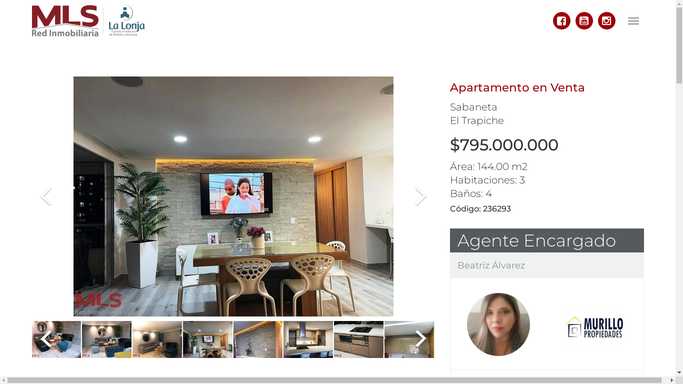 MLS
Red Inmobiliaria
La Lonja
Apartamento en Venta
Sabaneta
El Trapiche
$795.000.000
Área: 144.00 m2
Habitaciones: 3
Baños: 4
Código: 236293
Agente Encargado
Beatriz Álvarez
MURILLO
PROPIEDADES
MLS